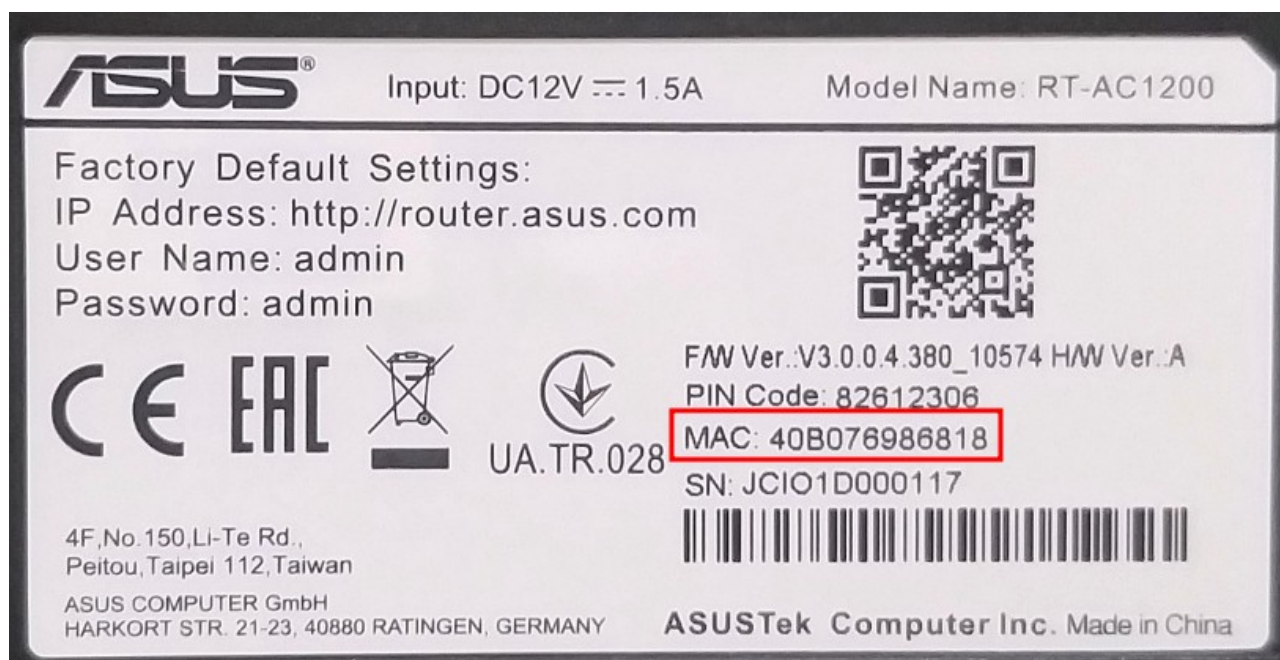 ASUS® Input: DC12V ⎓ 1.5A Model Name: RT-AC1200
Factory Default Settings:
IP Address: http://router.asus.com
User Name: admin
Password: admin
CE EAC
UA.TR.028
F/W Ver.:V3.0.0.4.380_10574 H/W Ver.:A
PIN Code: 82612306
MAC: 40B076986818
SN: JCIO1D000117
4F,No.150,Li-Te Rd.,
Peitou,Taipei 112,Taiwan
ASUS COMPUTER GmbH
HARKORT STR. 21-23, 40880 RATINGEN, GERMANY
ASUSTek Computer Inc. Made in China